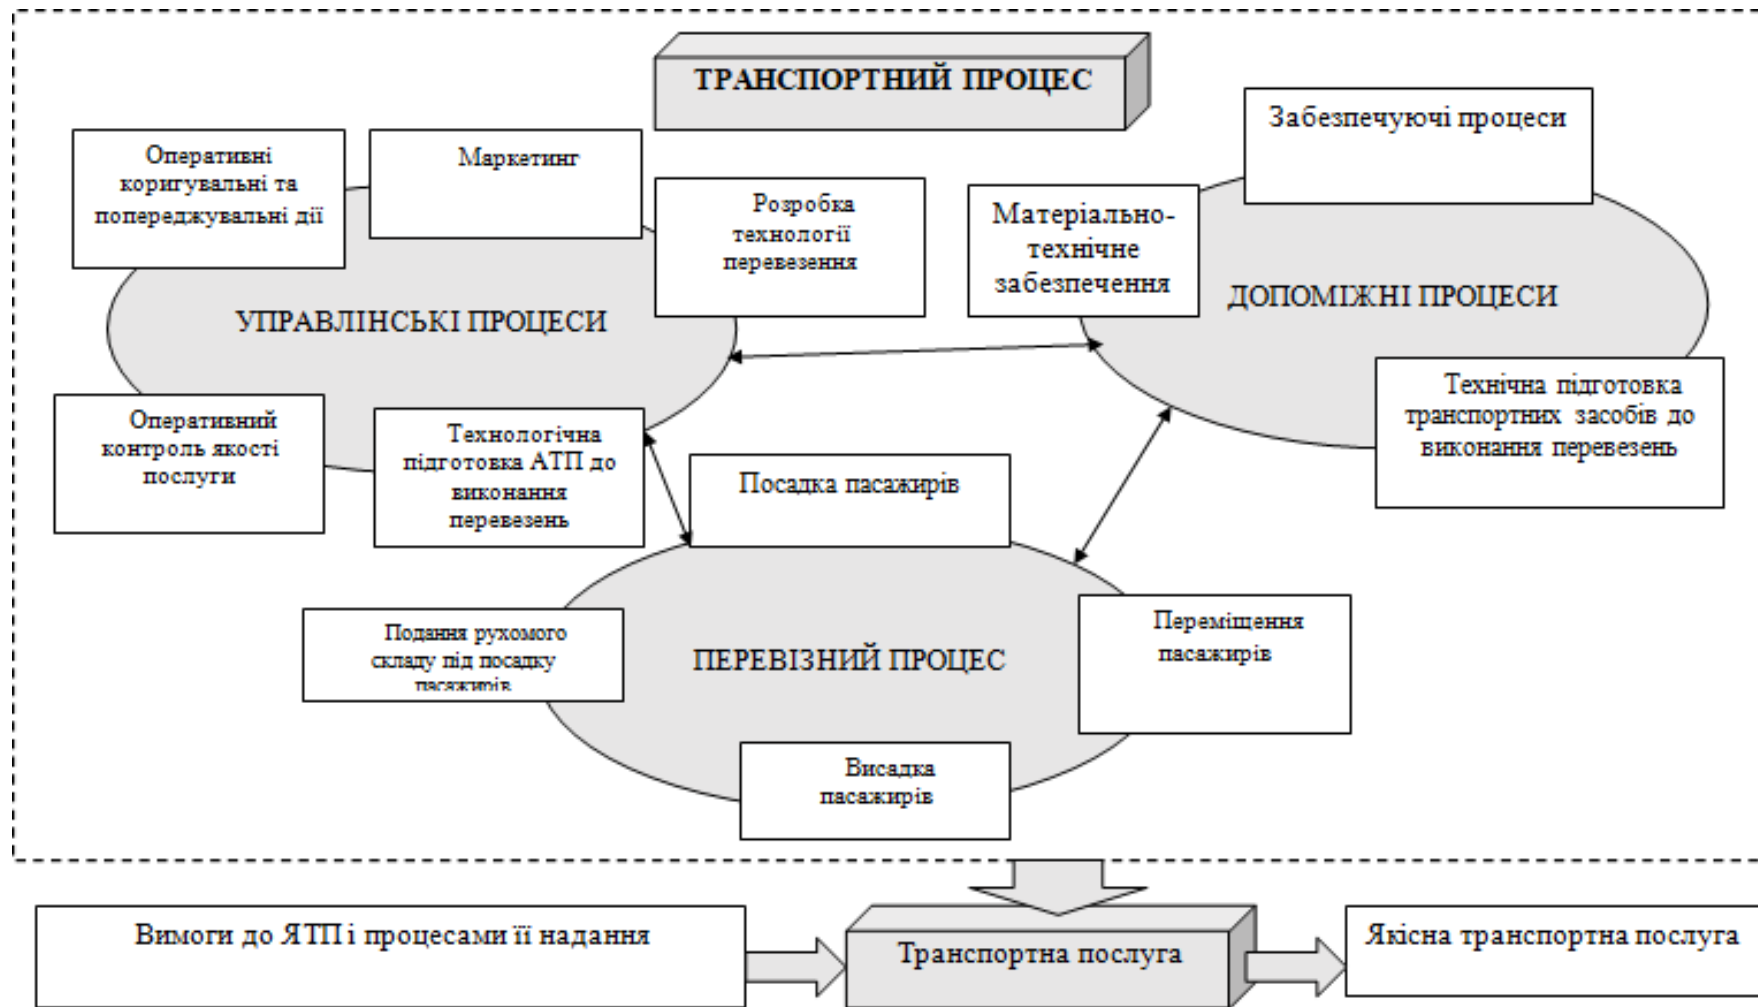 ТРАНСПОРТНИЙ ПРОЦЕС
Оперативні
коригувальні та
попереджувальні дії
Маркетинг
Розробка
технології
перевезення
УПРАВЛІНСЬКІ ПРОЦЕСИ
Оперативний
контроль якості
послуги
Технологічна
підготовка АТП до
виконання
перевезень
Забезпечуючі процеси
Матеріально-
технічне
забезпечення
ДОПОМІЖНІ ПРОЦЕСИ
Технічна підготовка
транспортних засобів до
виконання перевезень
Посадка пасажирів
Подання рухомого
складу під посадку
пасажирів
ПЕРЕВІЗНИЙ ПРОЦЕС
Переміщення
пасажирів
Висадка
пасажирів
Вимоги до ЯТП і процесами її надання
Транспортна послуга
Якісна транспортна послуга